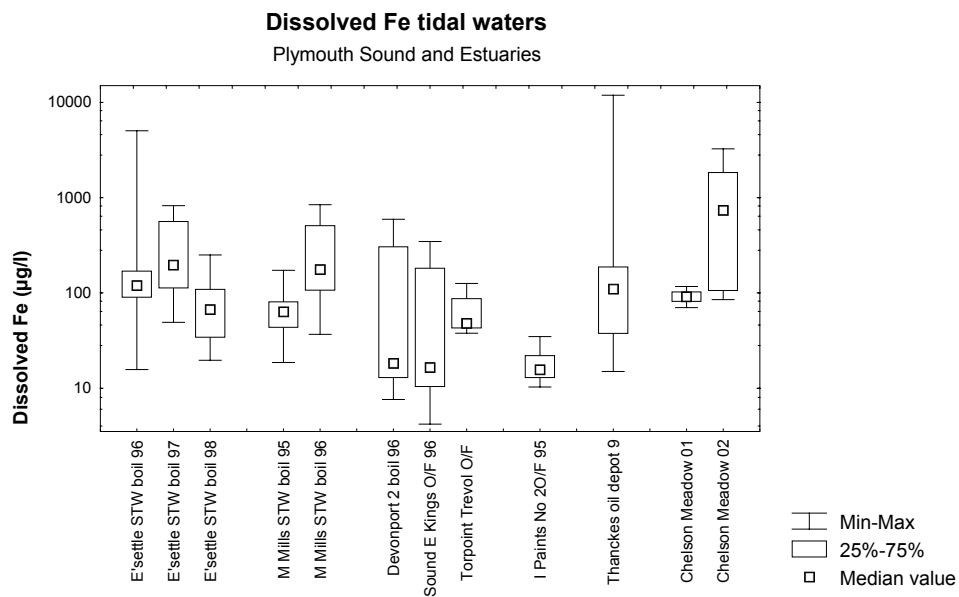 Dissolved Fe tidal waters
Plymouth Sound and Estuaries
Dissolved Fe (µg/l)
10000
1000
100
10
E'settle STW boil 96
E'settle STW boil 97
E'settle STW boil 98
M Mills STW boil 95
M Mills STW boil 96
Devonport 2 boil 96
Sound E Kings O/F 96
Torpoint Trevol O/F
I Paints No 2O/F 95
Thanckes oil depot 9
Chelson Meadow 01
Chelson Meadow 02
Min-Max
25%-75%
Median value